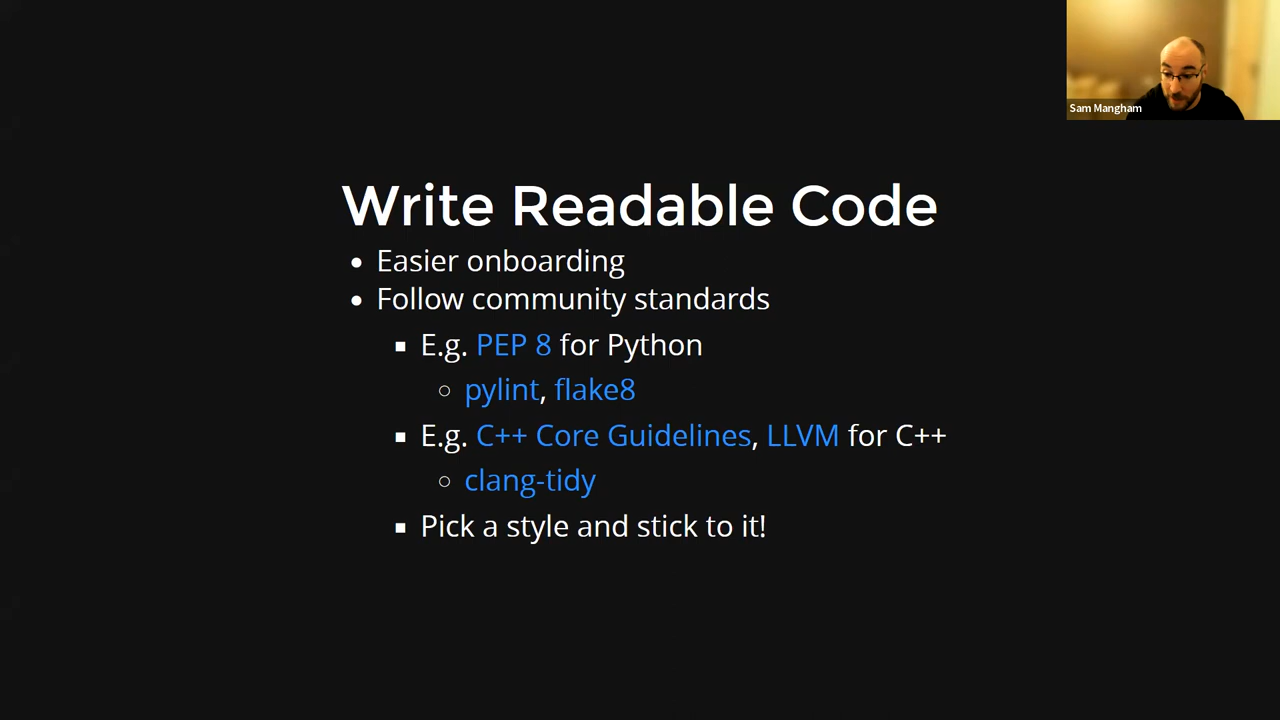 Sam Mangham
Write Readable Code
Easier onboarding
Follow community standards
E.g. PEP 8 for Python
pylint, flake8
E.g. C++ Core Guidelines, LLVM for C++
clang-tidy
Pick a style and stick to it!